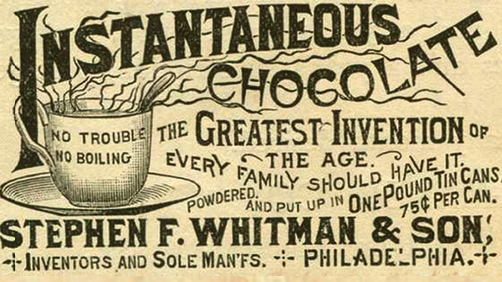 INSTANTANEOUS
CHOCOLATE
NO TROUBLE
NO BOILING
THE GREATEST INVENTION OF
THE AGE.
EVERY FAMILY SHOULD HAVE IT.
POWDERED, AND PUT UP IN ONE POUND TIN CANS,
75¢ PER CAN.
STEPHEN F. WHITMAN & SON,
INVENTORS AND SOLE MAN'FS. PHILADELPHIA.